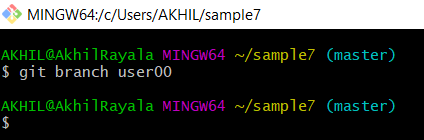 MINGW64:/c/Users/AKHIL/sample7
AKHIL@AkhilRayala MINGW64 ~/sample7 (master)
$ git branch user00
AKHIL@AkhilRayala MINGW64 ~/sample7 (master)
$